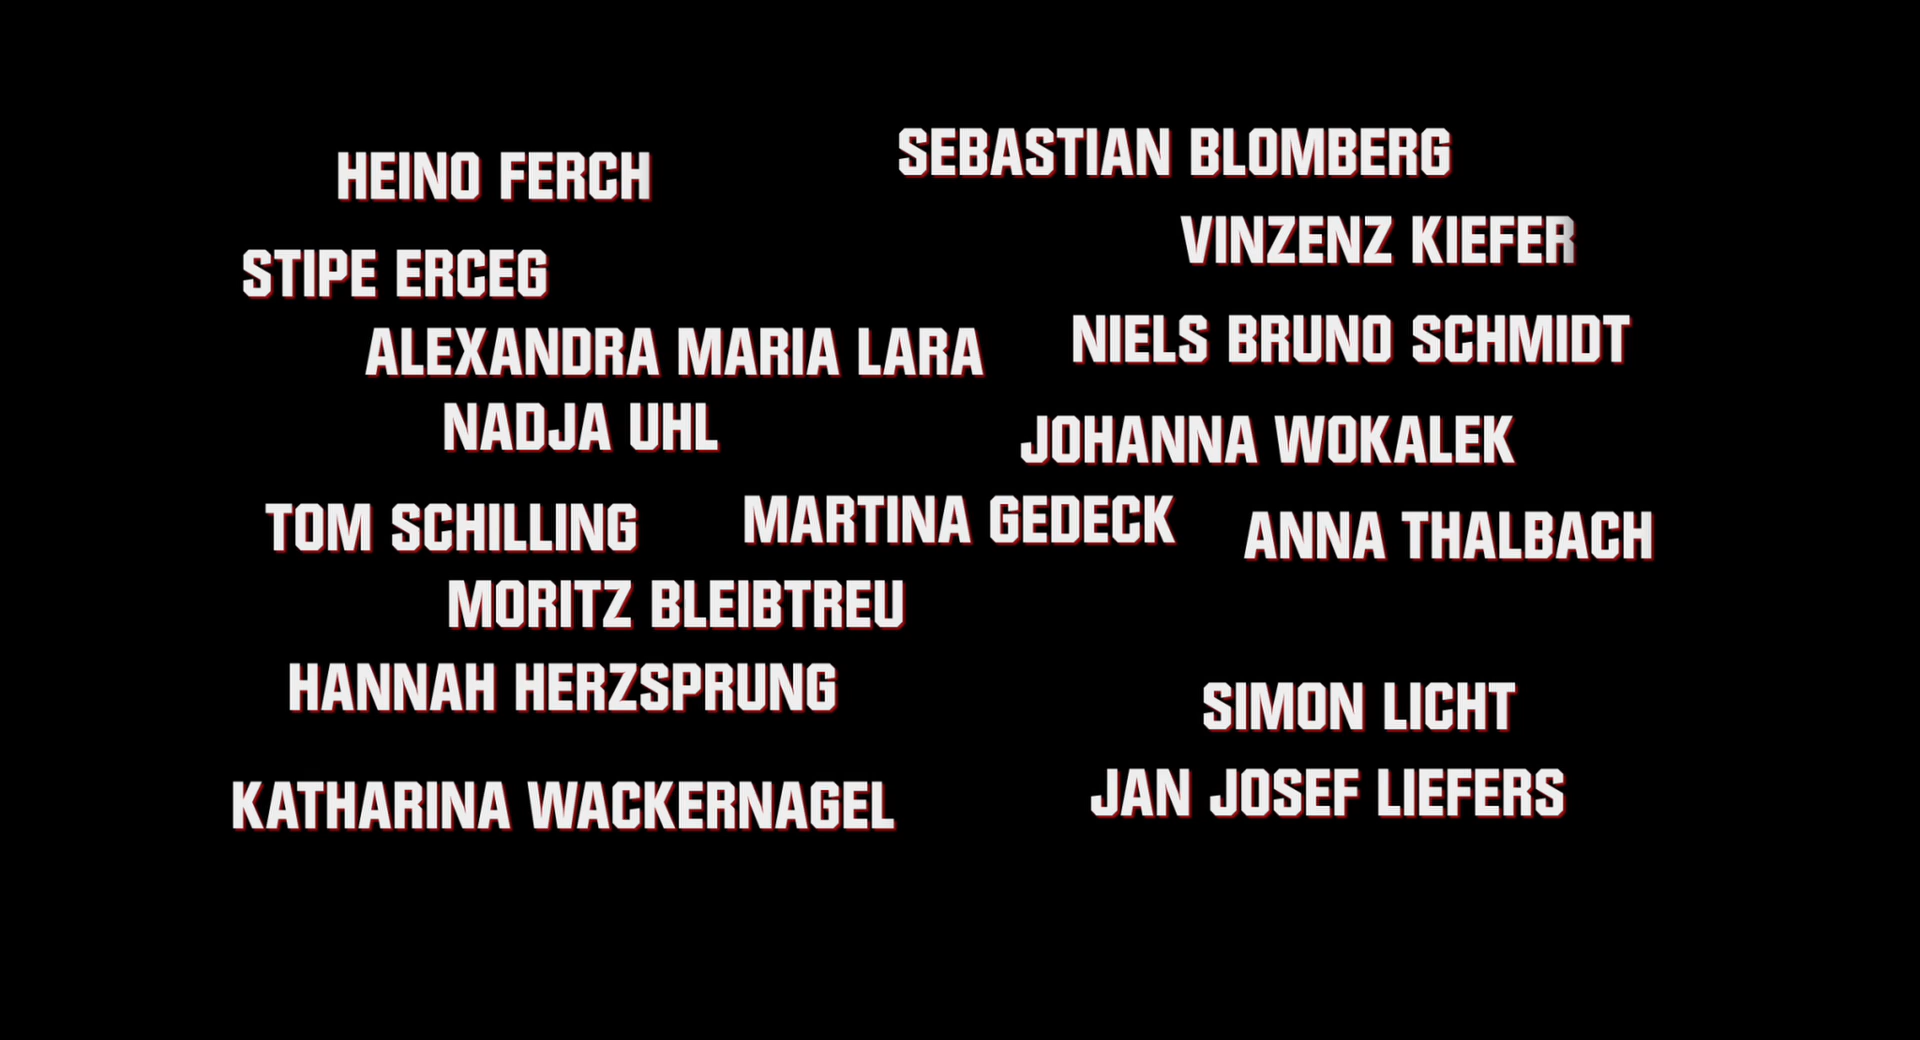 HEINO FERCH
SEBASTIAN BLOMBERG
VINZENZ KIEFER
STIPE ERCEG
ALEXANDRA MARIA LARA
NIELS BRUNO SCHMIDT
NADJA UHL
JOHANNA WOKALEK
TOM SCHILLING
MARTINA GEDECK
ANNA THALBACH
MORITZ BLEIBTREU
HANNAH HERZSPRUNG
SIMON LICHT
KATHARINA WACKERNAGEL
JAN JOSEF LIEFERS